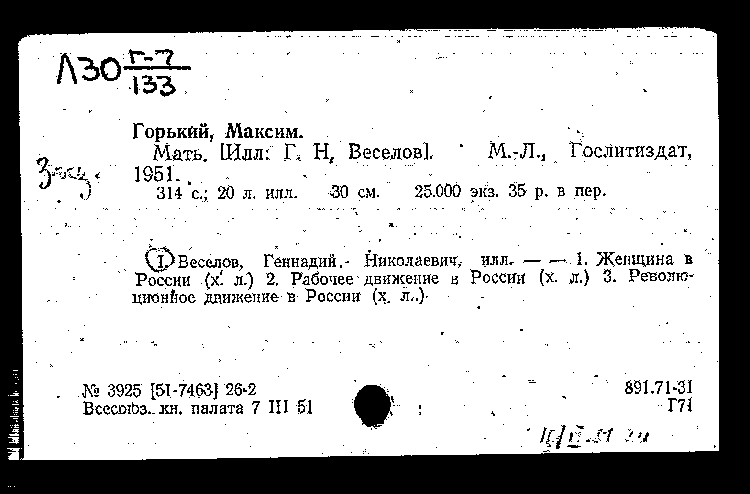 Л30 Г-7
133
Горький, Максим.
Мать. [Илл: Г. Н. Веселов]. М.-Л., Гослитиздат,
1951.
314 с.; 20 л. илл. 30 см. 25.000 экз. 35 р. в пер.
I Веселов, Геннадий Николаевич, илл. — — 1. Женщина в
России (х. л.) 2. Рабочее движение в России (х. л.) 3. Револю-
ционное движение в России (х. л.)
№ 3925 [51-7463] 26-2 891.71-31
Всесоюз. кн. палата 7 III 51 Г71